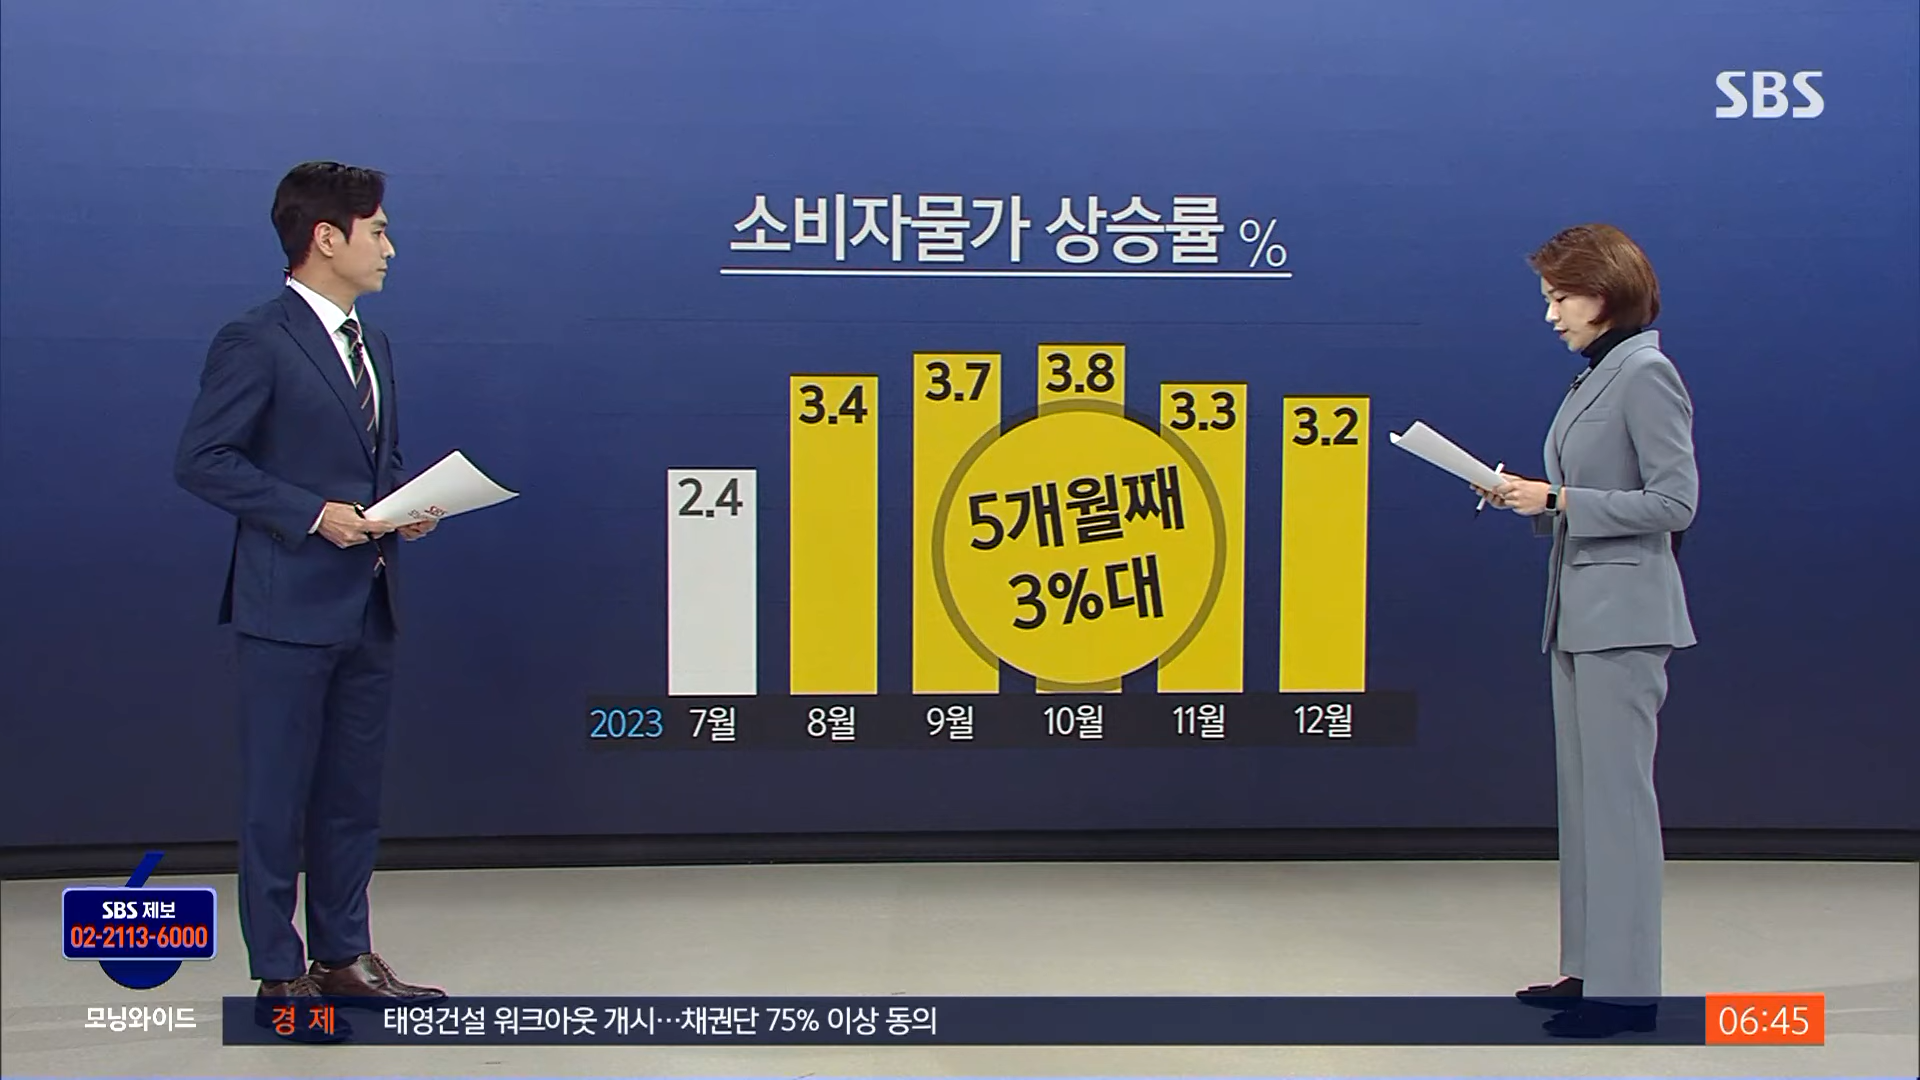 SBS
소비자물가 상승률 %
2.4
3.4
3.7
3.8
3.3
3.2
5개월째
3%대
2023 7월 8월 9월 10월 11월 12월
SBS
SBS 제보
02-2113-6000
모닝와이드
경제 태영건설 워크아웃 개시…채권단 75% 이상 동의
06:45